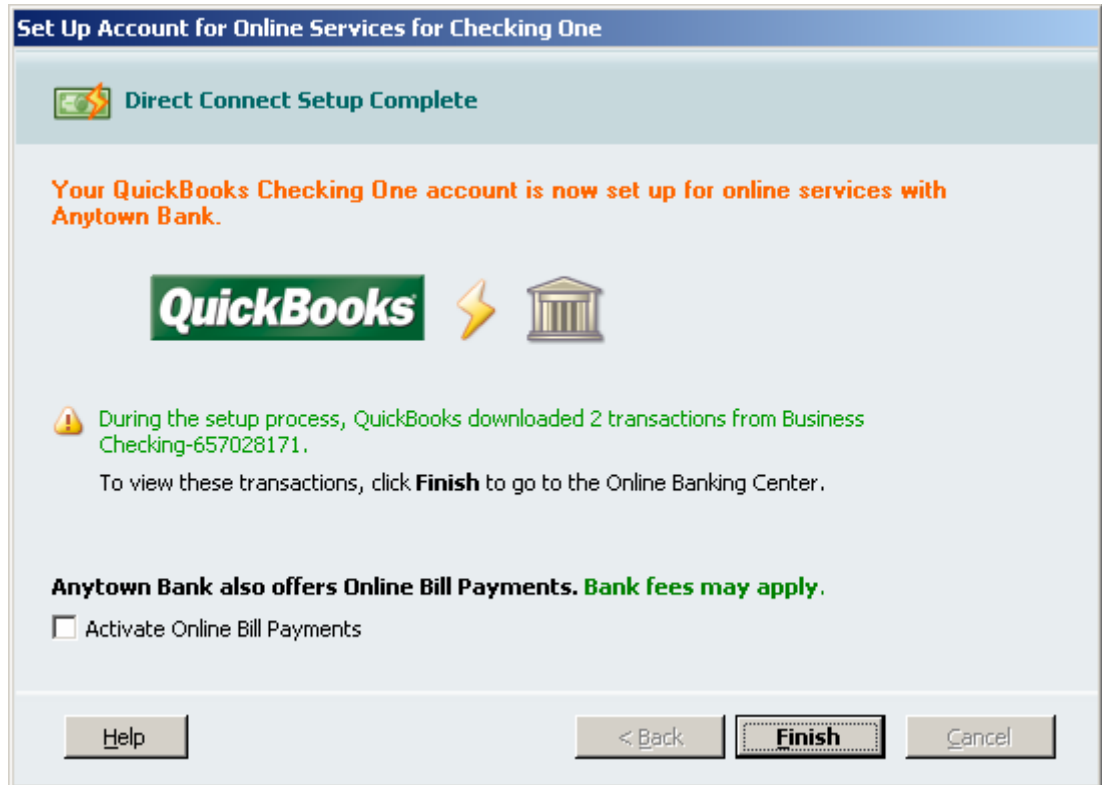 Set Up Account for Online Services for Checking One
Direct Connect Setup Complete
Your QuickBooks Checking One account is now set up for online services with
Anytown Bank.
QuickBooks
During the setup process, QuickBooks downloaded 2 transactions from Business
Checking-657028171.
To view these transactions, click Finish to go to the Online Banking Center.
Anytown Bank also offers Online Bill Payments. Bank fees may apply.
Activate Online Bill Payments
Help
< Back
Finish
Cancel